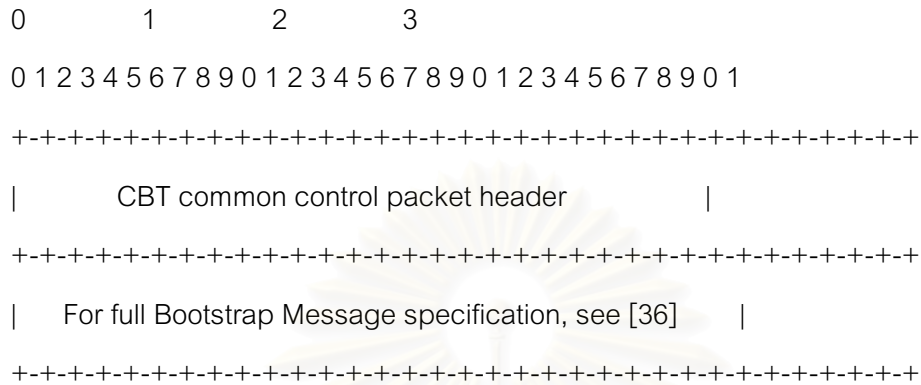 0 1 2 3
0 1 2 3 4 5 6 7 8 9 0 1 2 3 4 5 6 7 8 9 0 1 2 3 4 5 6 7 8 9 0 1
+-+-+-+-+-+-+-+-+-+-+-+-+-+-+-+-+-+-+-+-+-+-+-+-+-+-+-+-+-+-+-+-+
| CBT common control packet header |
+-+-+-+-+-+-+-+-+-+-+-+-+-+-+-+-+-+-+-+-+-+-+-+-+-+-+-+-+-+-+-+-+
| For full Bootstrap Message specification, see [36] |
+-+-+-+-+-+-+-+-+-+-+-+-+-+-+-+-+-+-+-+-+-+-+-+-+-+-+-+-+-+-+-+-+